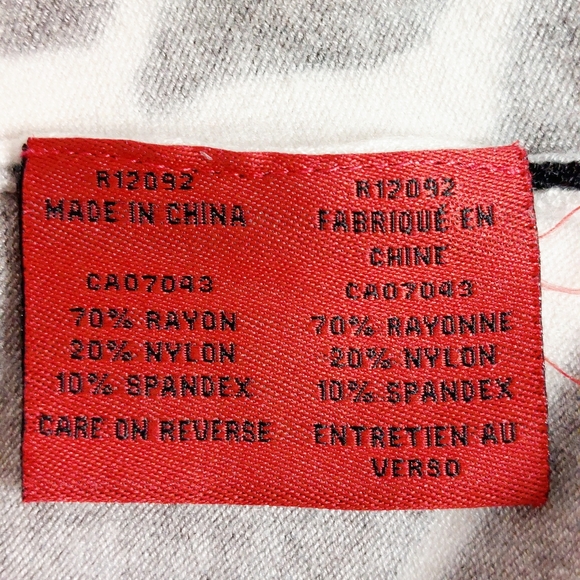 R12092
MADE IN CHINA
CA07043
70% RAYON
20% NYLON
10% SPANDEX
CARE ON REVERSE
R12092
FABRIQUÉ EN
CHINE
CA07043
70% RAYONNE
20% NYLON
10% SPANDEX
ENTRETIEN AU
VERSO